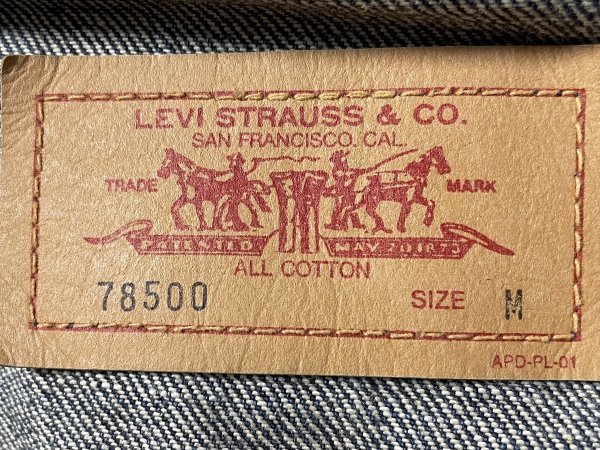 LEVI STRAUSS & CO.
SAN FRANCISCO. CAL.
TRADE MARK
PATENTED MAY 20 1873
ALL COTTON
78500 SIZE M
APD-PL-01